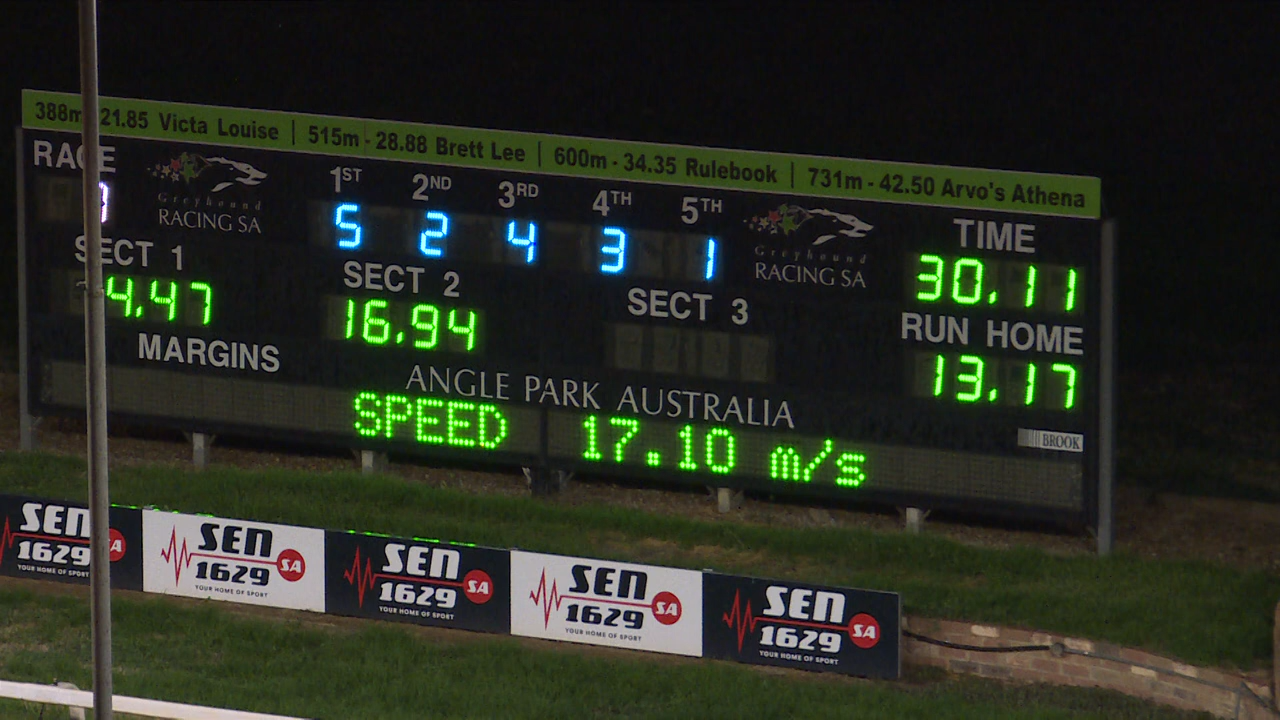 388m 21.85 Victa Louise | 515m - 28.88 Brett Lee | 600m - 34.35 Rulebook | 731m - 42.50 Arvo's Athena
RACE
Greyhound
RACING SA
1ST 2ND 3RD 4TH 5TH
5 2 4 3 1
Greyhound
RACING SA
TIME
30.11
SECT 1
4.47
SECT 2
16.94
SECT 3
RUN HOME
13.17
MARGINS
ANGLE PARK AUSTRALIA
SPEED 17.10 m/s
BROOK
SEN
1629
YOUR HOME OF SPORT
SEN
1629 SA
YOUR HOME OF SPORT
SEN
1629 SA
YOUR HOME OF SPORT
SEN
1629 SA
YOUR HOME OF SPORT
SEN
1629 SA
YOUR HOME OF SPORT